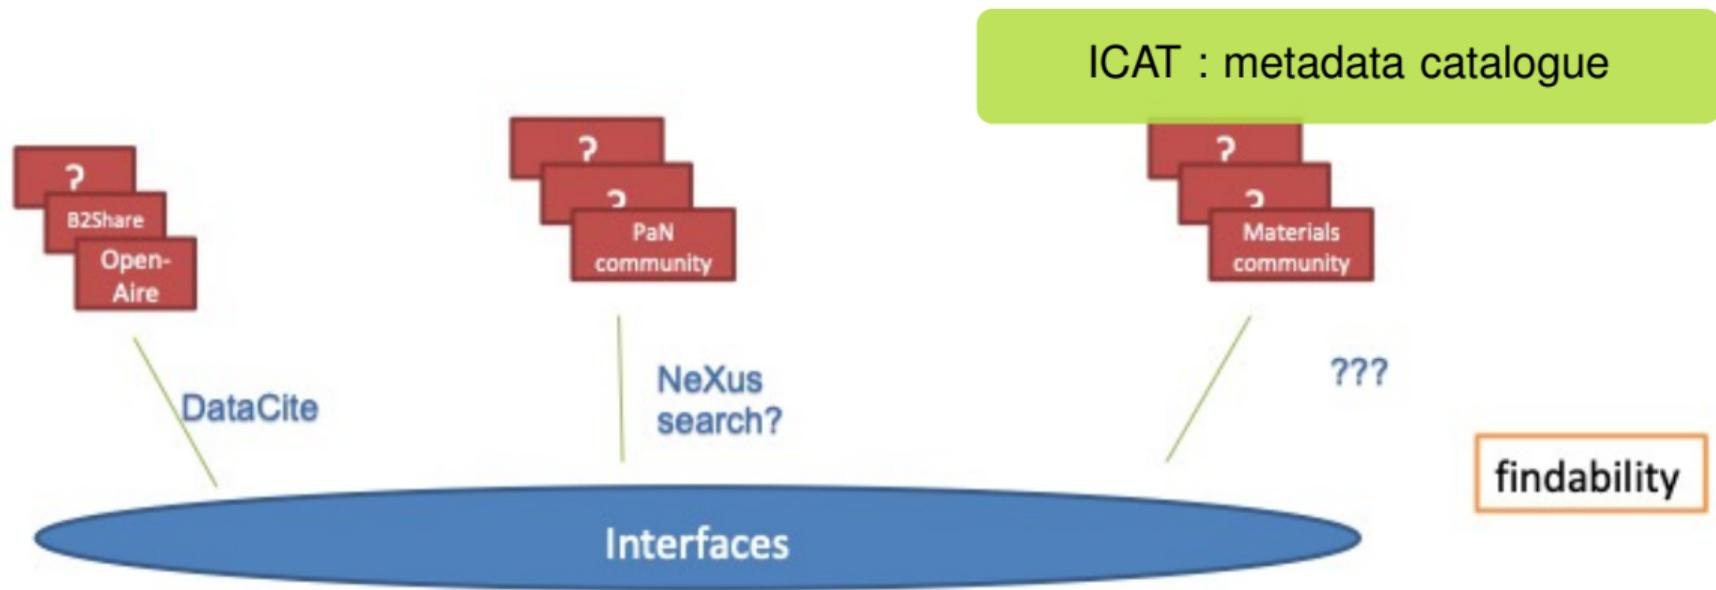 ICAT : metadata catalogue
?
B2Share
Open-
Aire
?
?
PaN
community
?
?
Materials
community
DataCite
NeXus
search?
???
findability
Interfaces